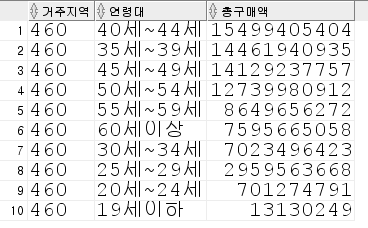 거주지역 연령대 총구매액
1 460 40세~44세 15499405404
2 460 35세~39세 14461940935
3 460 45세~49세 14129237757
4 460 50세~54세 12739980912
5 460 55세~59세 8649656272
6 460 60세이상 7595665058
7 460 30세~34세 7023496423
8 460 25세~29세 2959563668
9 460 20세~24세 701274791
10 460 19세이하 13130249